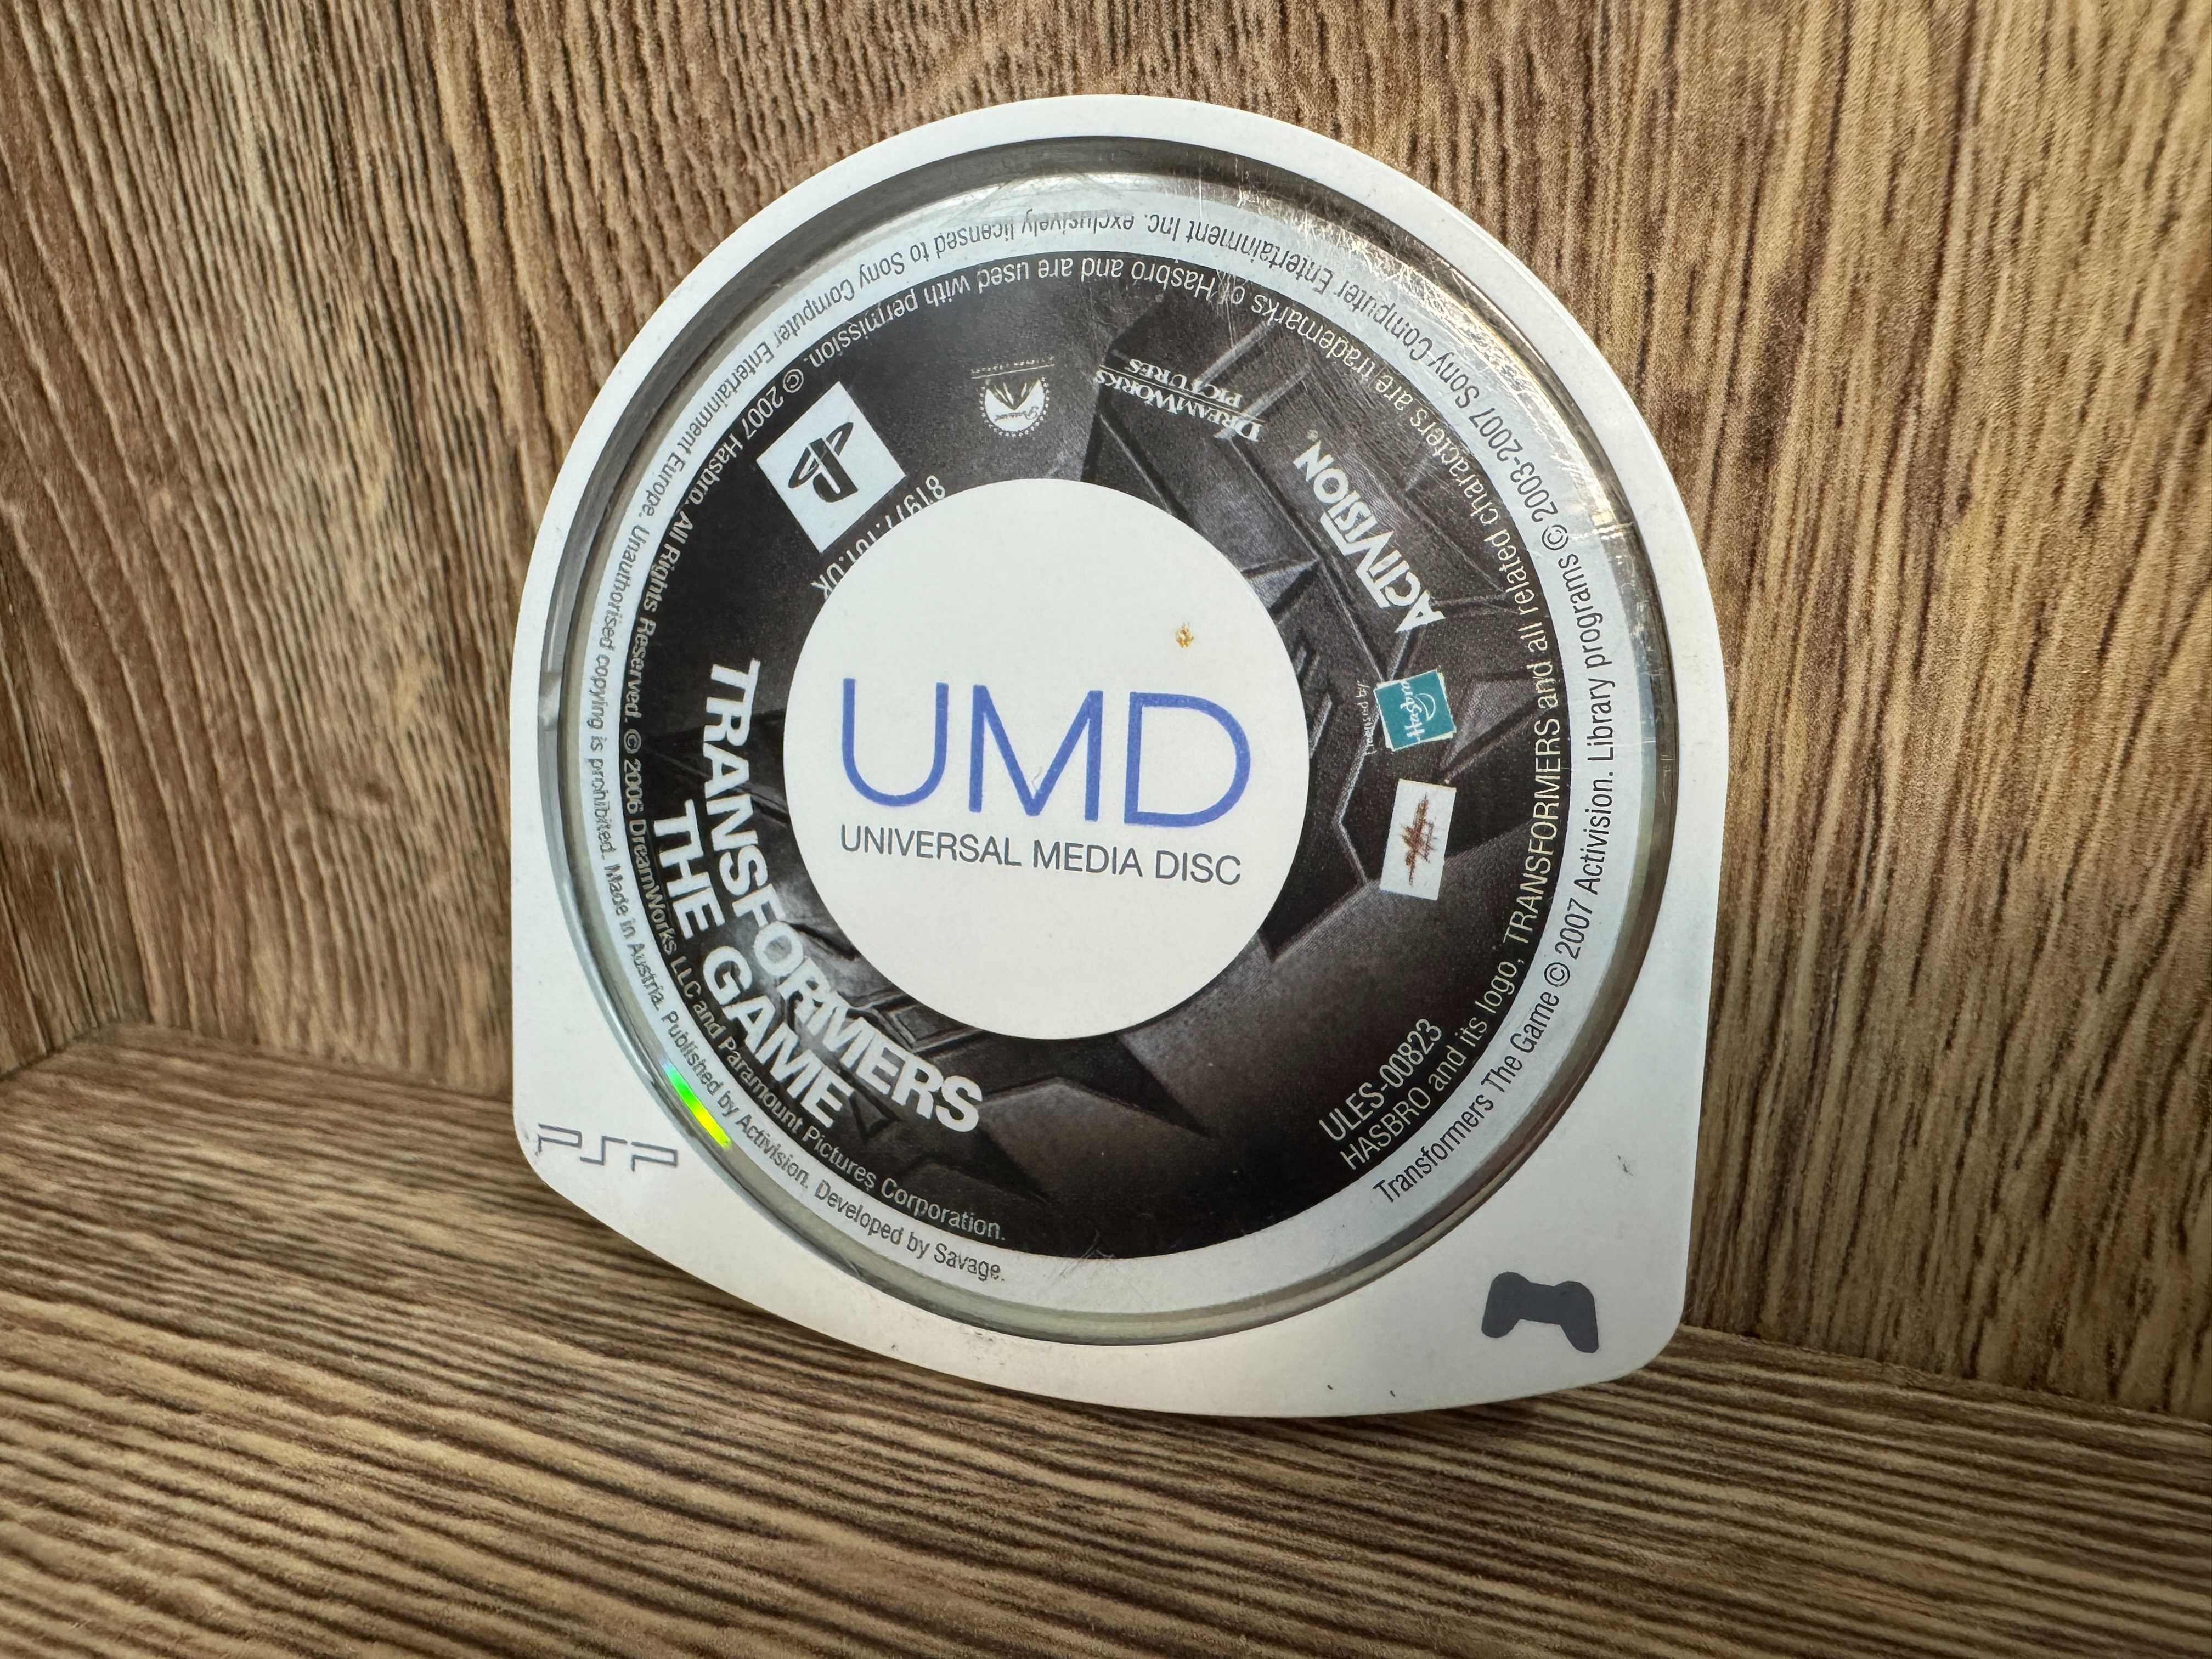 UMD
UNIVERSAL MEDIA DISC
TRANSFORMERS
THE GAME
ACTIVISION
DREAMWORKS
PICTURES
Paramount
Hasbro
ULES-00823
HASBRO and its logo, TRANSFORMERS and all related characters are trademarks of Hasbro and are used with permission. © 2007 Hasbro. All Rights Reserved. © 2006 DreamWorks LLC and Paramount Pictures Corporation.
Transformers The Game © 2007 Activision. Library programs © 2003-2007 Sony Computer Entertainment Inc. exclusively licensed to Sony Computer Entertainment Europe. Unauthorised copying is prohibited. Made in Austria. Published by Activision. Developed by Savage.
PSP